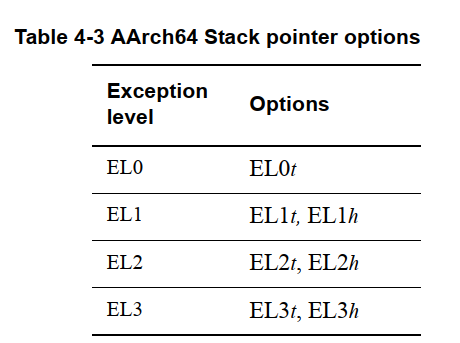 Table 4-3 AArch64 Stack pointer options
Exception
level
Options
EL0 EL0t
EL1 EL1t, EL1h
EL2 EL2t, EL2h
EL3 EL3t, EL3h